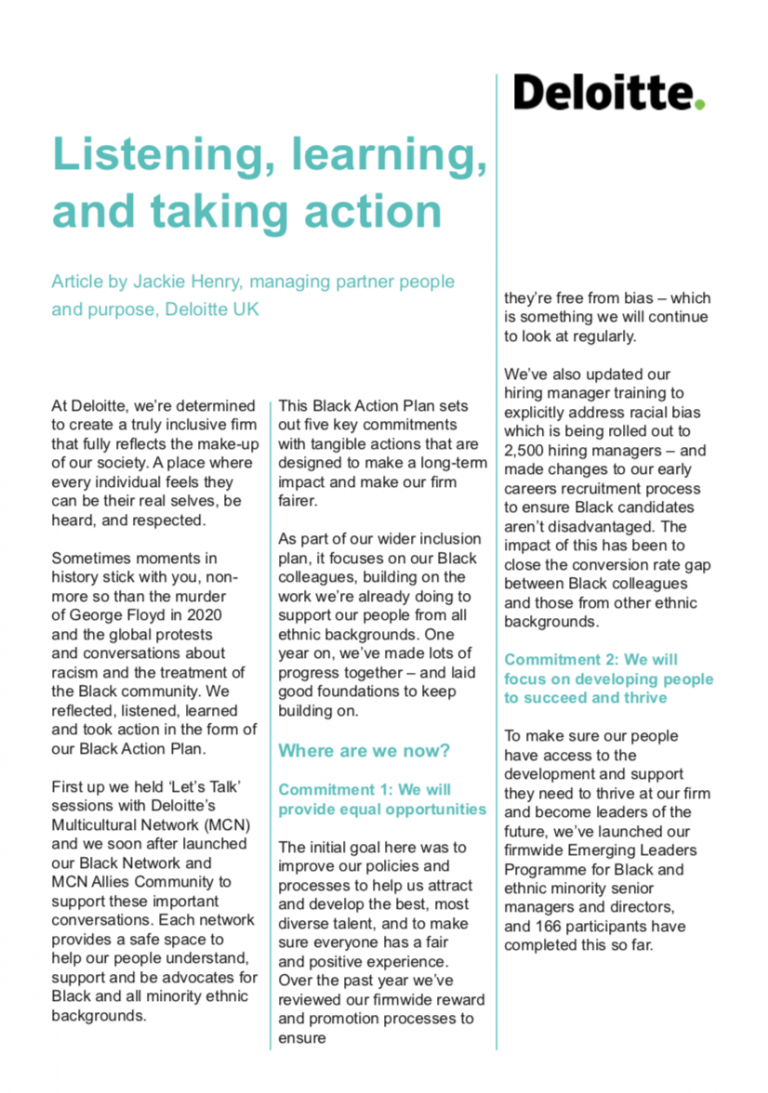 Deloitte.
Listening, learning,
and taking action
Article by Jackie Henry, managing partner people
and purpose, Deloitte UK
At Deloitte, we’re determined
to create a truly inclusive firm
that fully reflects the make-up
of our society. A place where
every individual feels they
can be their real selves, be
heard, and respected.
Sometimes moments in
history stick with you, non-
more so than the murder
of George Floyd in 2020
and the global protests
and conversations about
racism and the treatment of
the Black community. We
reflected, listened, learned
and took action in the form of
our Black Action Plan.
First up we held ‘Let’s Talk’
sessions with Deloitte’s
Multicultural Network (MCN)
and we soon after launched
our Black Network and
MCN Allies Community to
support these important
conversations. Each network
provides a safe space to
help our people understand,
support and be advocates for
Black and all minority ethnic
backgrounds.
This Black Action Plan sets
out five key commitments
with tangible actions that are
designed to make a long-term
impact and make our firm
fairer.
As part of our wider inclusion
plan, it focuses on our Black
colleagues, building on the
work we’re already doing to
support our people from all
ethnic backgrounds. One
year on, we’ve made lots of
progress together – and laid
good foundations to keep
building on.
Where are we now?
Commitment 1: We will
provide equal opportunities
The initial goal here was to
improve our policies and
processes to help us attract
and develop the best, most
diverse talent, and to make
sure everyone has a fair
and positive experience.
Over the past year we’ve
reviewed our firmwide reward
and promotion processes to
ensure
they’re free from bias – which
is something we will continue
to look at regularly.
We’ve also updated our
hiring manager training to
explicitly address racial bias
which is being rolled out to
2,500 hiring managers – and
made changes to our early
careers recruitment process
to ensure Black candidates
aren’t disadvantaged. The
impact of this has been to
close the conversion rate gap
between Black colleagues
and those from other ethnic
backgrounds.
Commitment 2: We will
focus on developing people
to succeed and thrive
To make sure our people
have access to the
development and support
they need to thrive at our firm
and become leaders of the
future, we’ve launched our
firmwide Emerging Leaders
Programme for Black and
ethnic minority senior
managers and directors,
and 166 participants have
completed this so far.